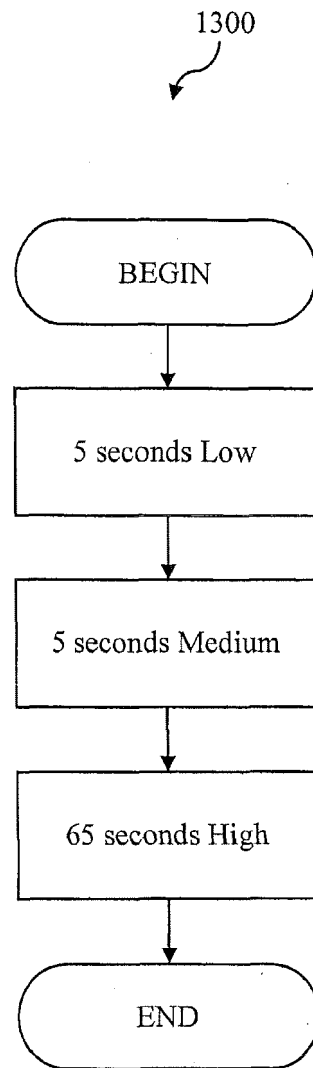 1300
BEGIN
5 seconds Low
5 seconds Medium
65 seconds High
END